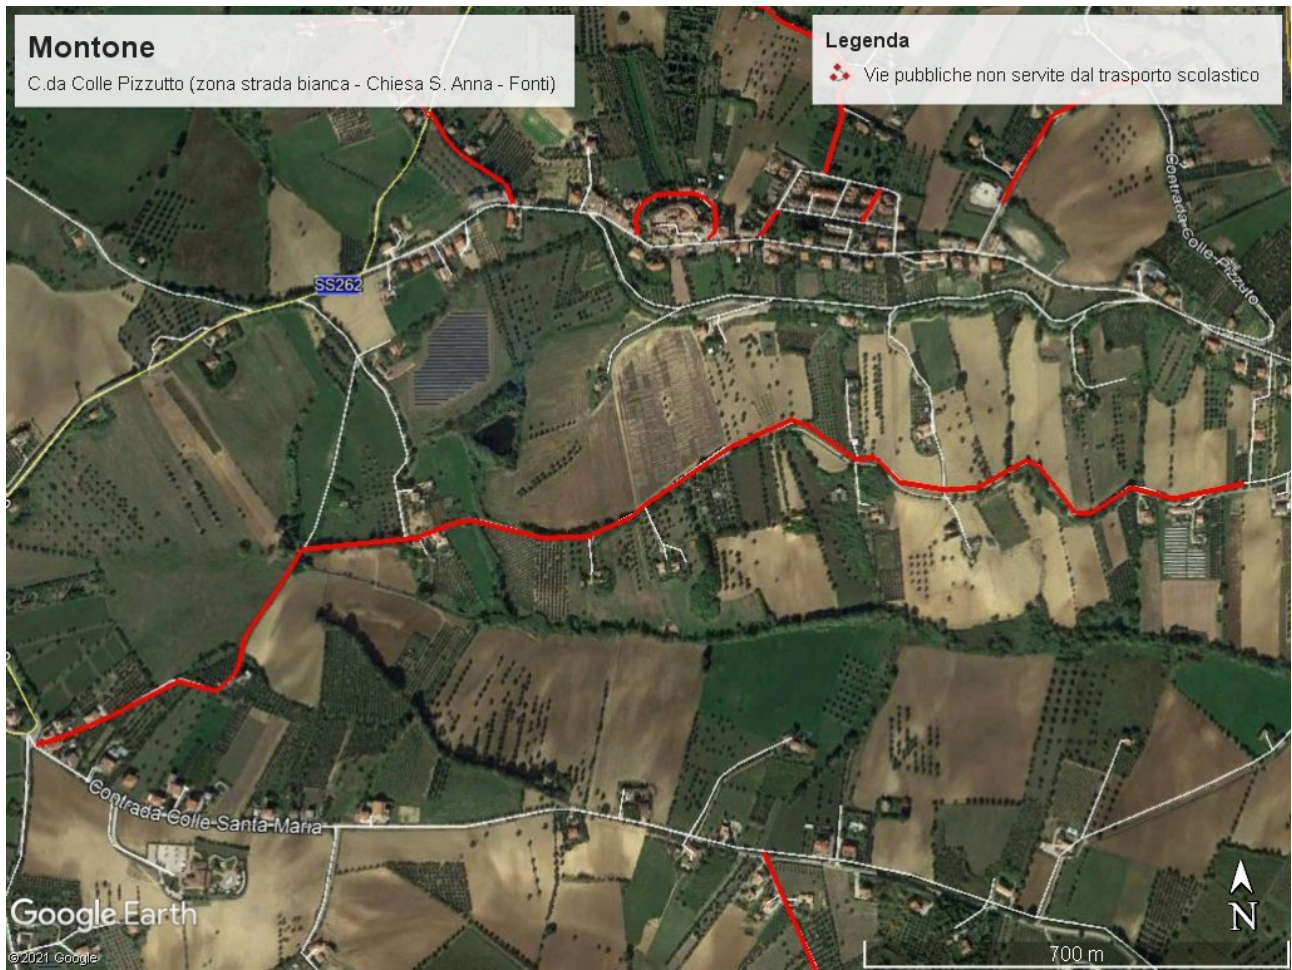 Montone
C.da Colle Pizzutto (zona strada bianca - Chiesa S. Anna - Fonti)
Legenda
Vie pubbliche non servite dal trasporto scolastico
Contrada-Colle-Pizzuto
SS262
Contrada Colle Santa Maria
Google Earth
©2021 Google
N
700 m